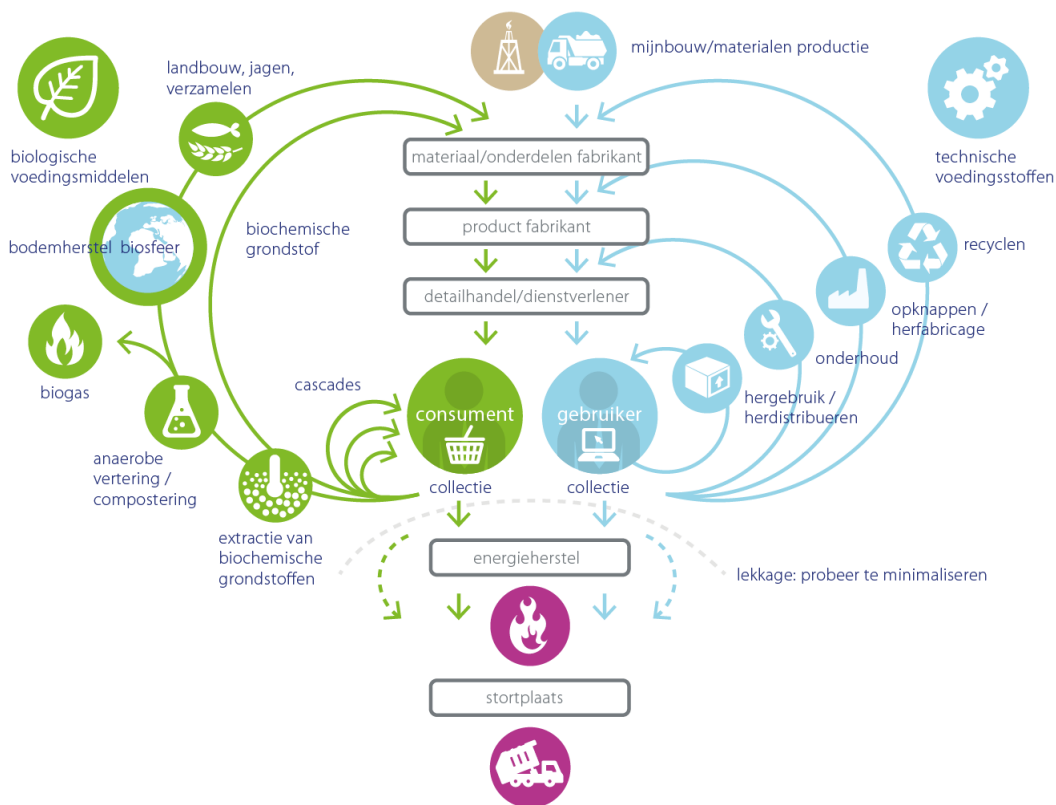 mijnbouw/materialen productie
landbouw, jagen,
verzamelen
biologische
voedingsmiddelen
technische
voedingsstoffen
materiaal/onderdelen fabrikant
biochemische
grondstof
product fabrikant
bodemherstel biosfeer
recyclen
detailhandel/dienstverlener
opknappen /
herfabricage
onderhoud
biogas
cascades
hergebruik /
herdistribueren
consument
gebruiker
anaerobe
vertering /
compostering
collectie
collectie
extractie van
biochemische
grondstoffen
energieherstel
lekkage: probeer te minimaliseren
stortplaats